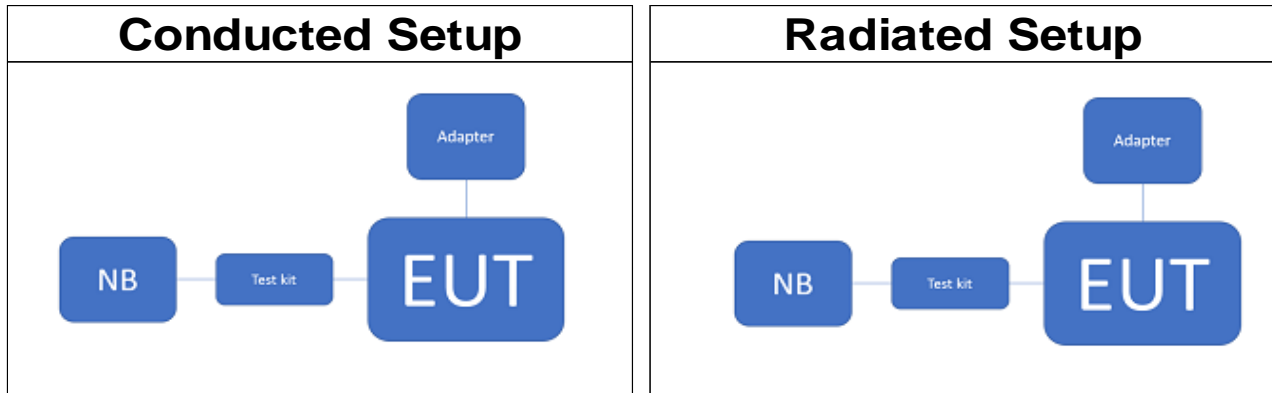 Conducted Setup
Adapter
NB
Test kit
EUT
Radiated Setup
Adapter
NB
Test kit
EUT